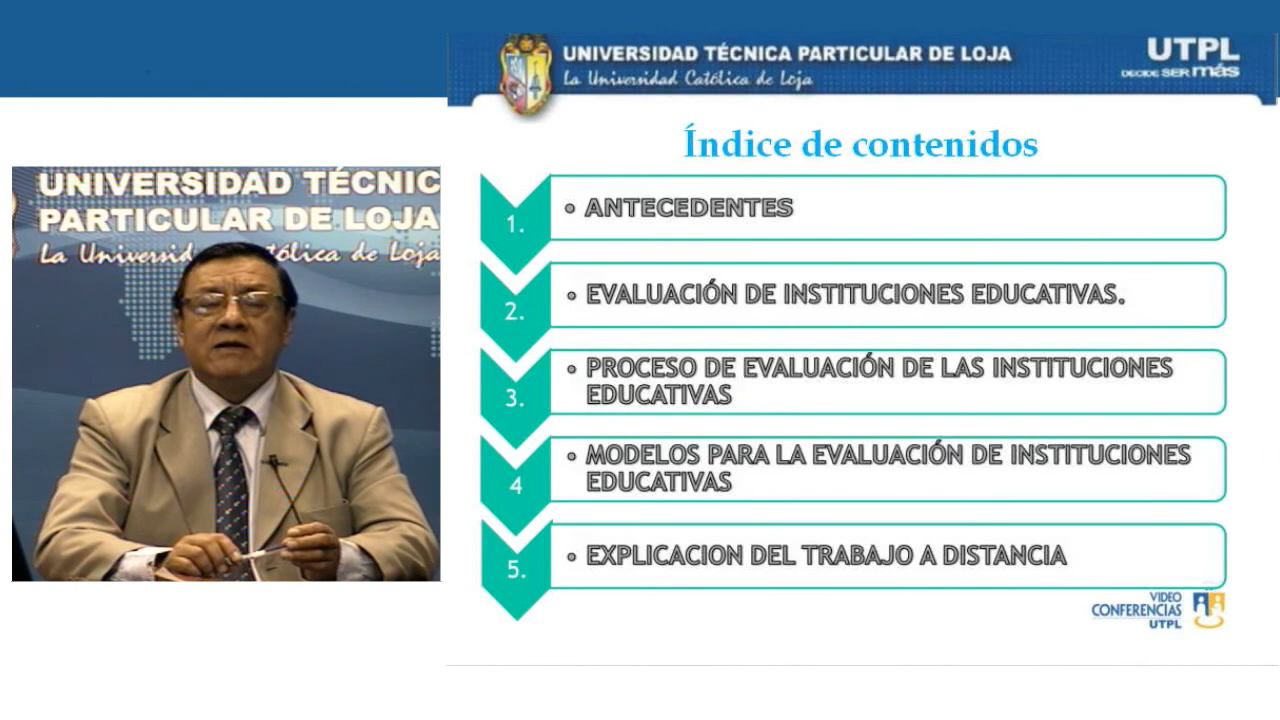 UNIVERSIDAD TÉCNICA PARTICULAR DE LOJA
La Universidad Católica de Loja
UTPL
DECIDE SER más
Índice de contenidos
UNIVERSIDAD TÉCNIC
PARTICULAR DE LOJA
La Universid tólica de Loja
1.
• ANTECEDENTES
2.
• EVALUACIÓN DE INSTITUCIONES EDUCATIVAS.
3.
• PROCESO DE EVALUACIÓN DE LAS INSTITUCIONES
EDUCATIVAS
4
• MODELOS PARA LA EVALUACIÓN DE INSTITUCIONES
EDUCATIVAS
5.
• EXPLICACION DEL TRABAJO A DISTANCIA
VIDEO
CONFERENCIAS
UTPL